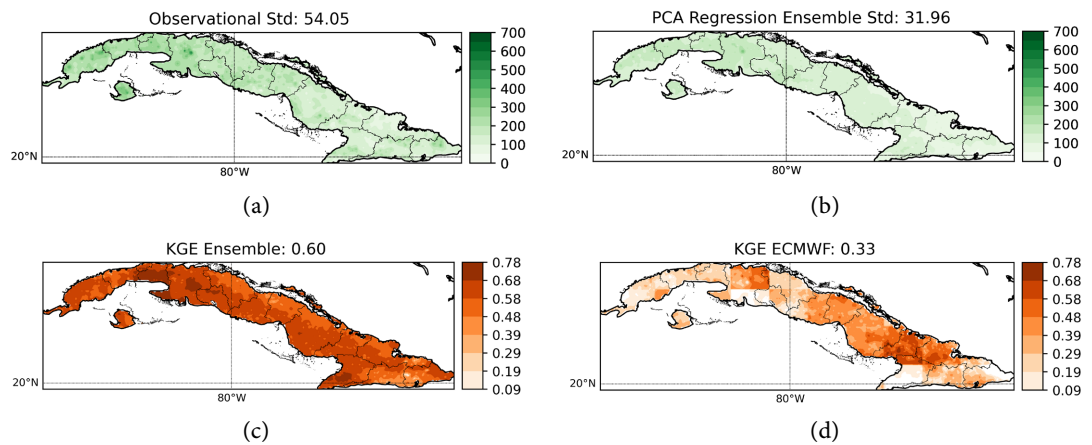 Observational Std: 54.05
700
600
500
400
300
200
100
0
20°N
80°W
(a)
PCA Regression Ensemble Std: 31.96
700
600
500
400
300
200
100
0
20°N
80°W
(b)
KGE Ensemble: 0.60
0.78
0.68
0.58
0.48
0.39
0.29
0.19
0.09
20°N
80°W
(c)
KGE ECMWF: 0.33
0.78
0.68
0.58
0.48
0.39
0.29
0.19
0.09
20°N
80°W
(d)